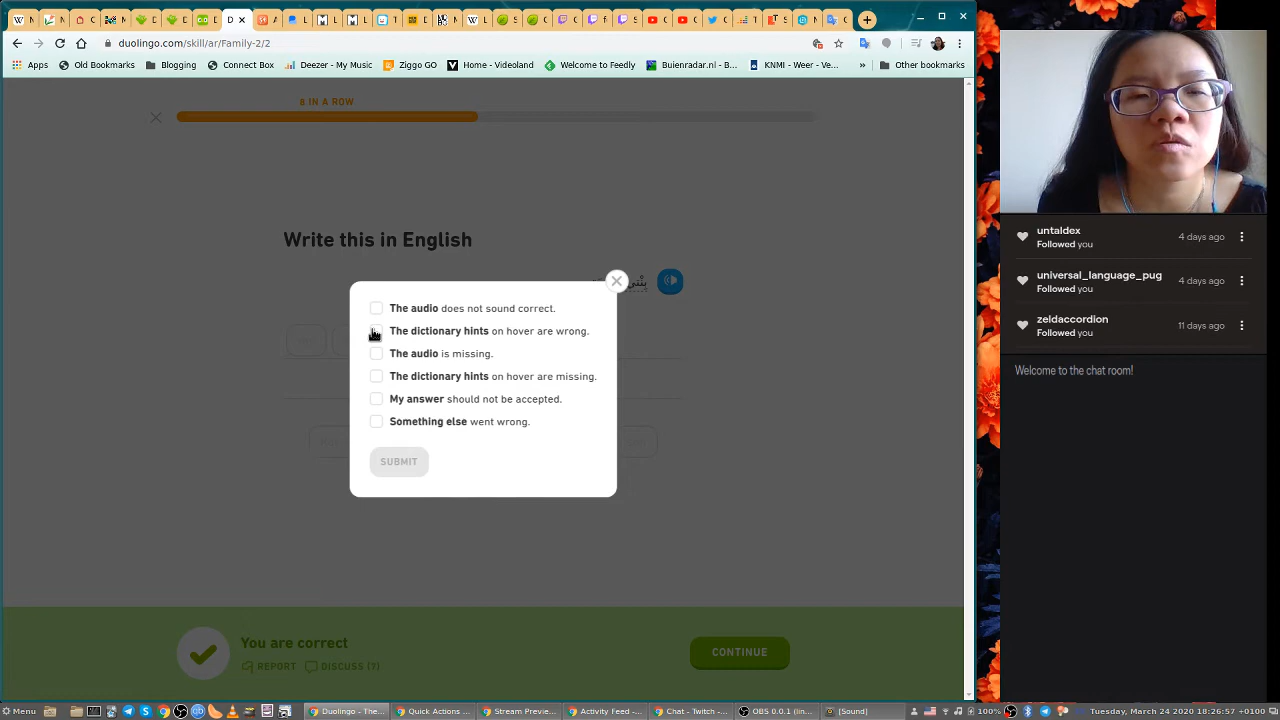 duolingo.com/skill/ar/Family-2/2
Apps
Old Bookmarks
Blogging
Connect Box
Deezer - My Music
Ziggo GO
Home - Videoland
Welcome to Feedly
Buienradar.nl - B...
KNMI - Weer - Ve...
»
Other bookmarks
8 IN A ROW
Write this in English
The audio does not sound correct.
The dictionary hints on hover are wrong.
The audio is missing.
The dictionary hints on hover are missing.
My answer should not be accepted.
Something else went wrong.
SUBMIT
You are correct
REPORT
DISCUSS (7)
CONTINUE
untaldex
Followed you
4 days ago
universal_language_pug
Followed you
4 days ago
zeldaccordion
Followed you
11 days ago
Welcome to the chat room!
Menu
Duolingo - The...
Quick Actions ...
Stream Preview...
Activity Feed -...
Chat - Twitch -...
OBS 0.0.1 (lin...
[Sound]
100%
Tuesday, March 24 2020 18:26:57 +0100